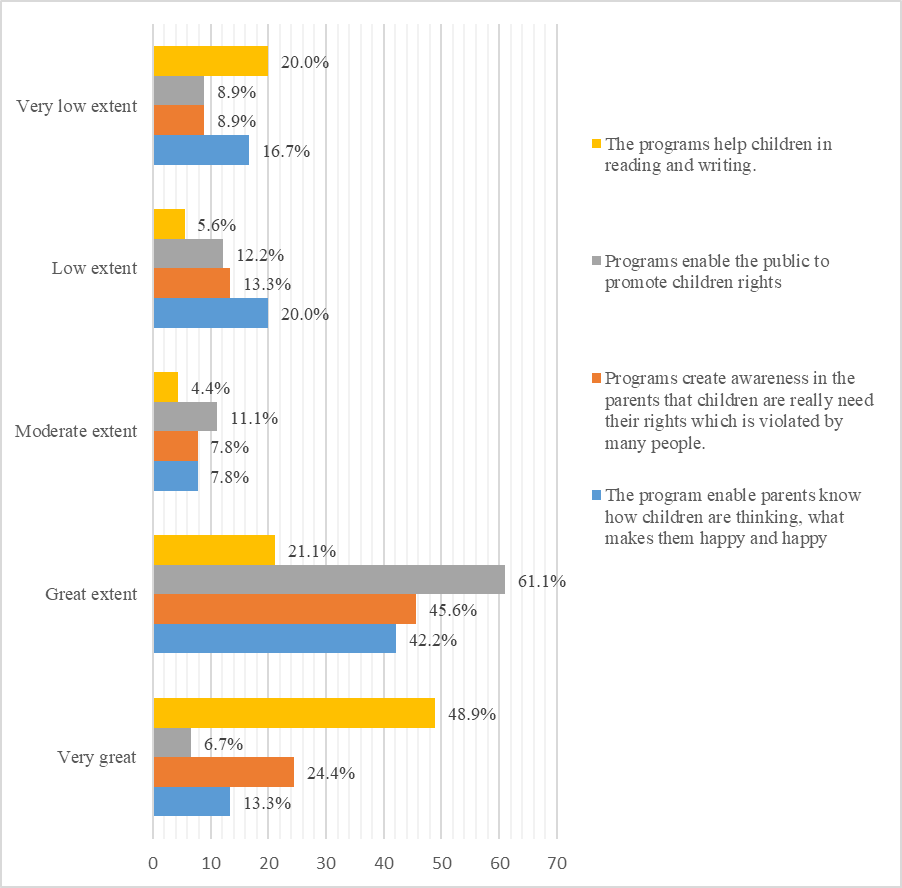 Very low extent
20.0%
8.9%
8.9%
16.7%
Low extent
5.6%
12.2%
13.3%
20.0%
Moderate extent
4.4%
11.1%
7.8%
7.8%
Great extent
21.1%
61.1%
45.6%
42.2%
Very great
48.9%
6.7%
24.4%
13.3%
0 10 20 30 40 50 60 70
The programs help children in
reading and writing.
Programs enable the public to
promote children rights
Programs create awareness in the
parents that children are really need
their rights which is violated by
many people.
The program enable parents know
how children are thinking, what
makes them happy and happy